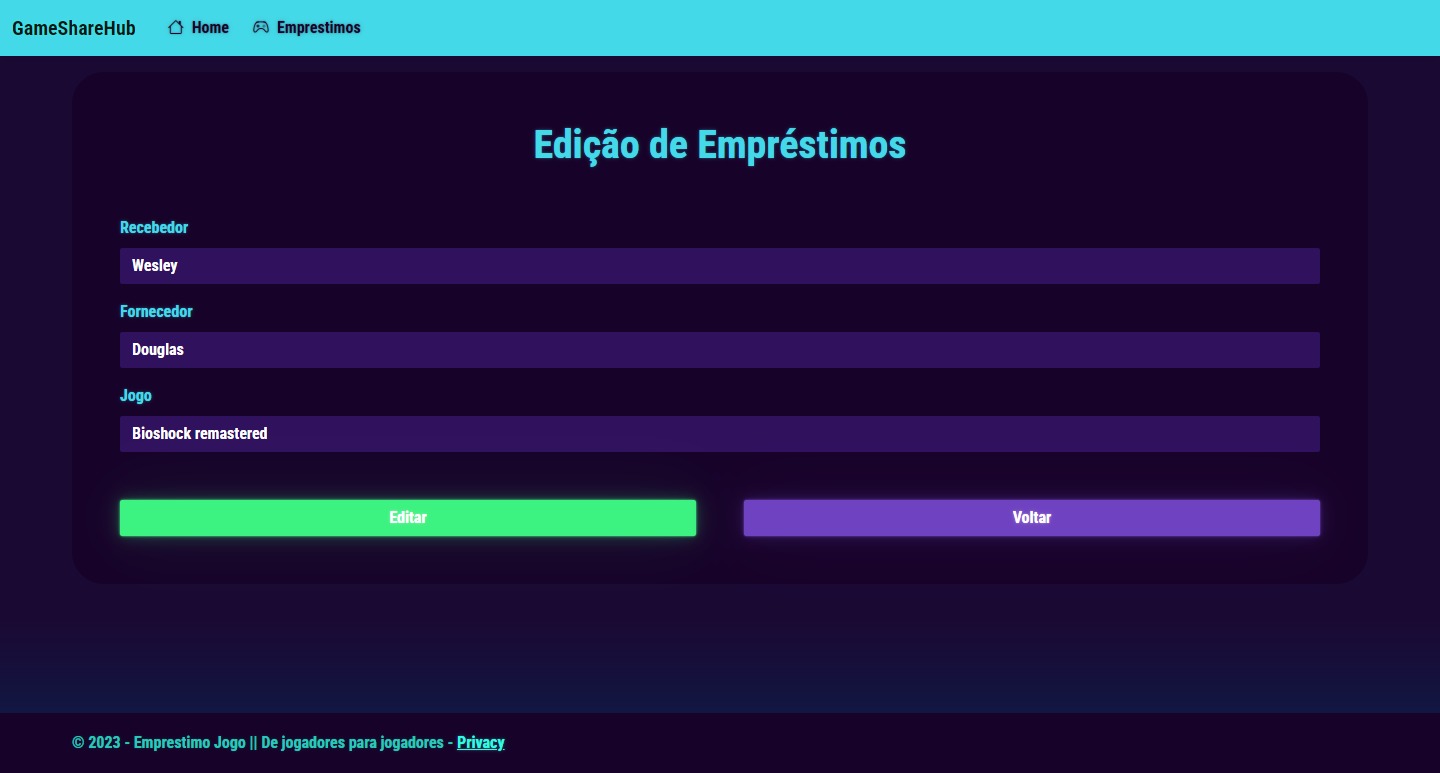 GameShareHub Home Emprestimos
Edição de Empréstimos
Recebedor
Wesley
Fornecedor
Douglas
Jogo
Bioshock remastered
Editar Voltar
© 2023 - Emprestimo Jogo || De jogadores para jogadores - Privacy